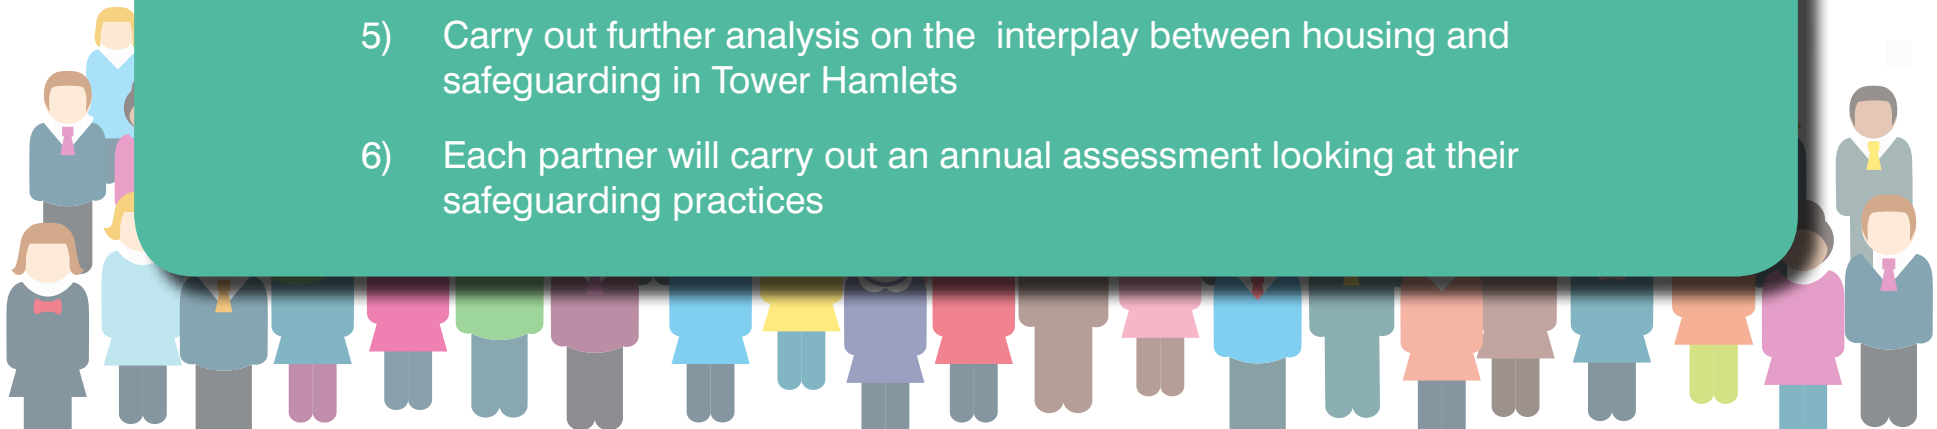 5) Carry out further analysis on the  interplay between housing and
safeguarding in Tower Hamlets
6) Each partner will carry out an annual assessment looking at their
safeguarding practices